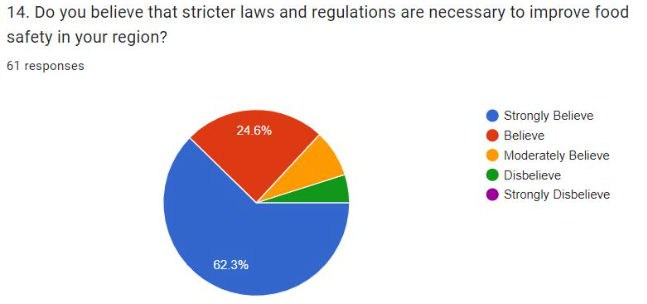 14. Do you believe that stricter laws and regulations are necessary to improve food
safety in your region?
61 responses
24.6%
62.3%
Strongly Believe
Believe
Moderately Believe
Disbelieve
Strongly Disbelieve